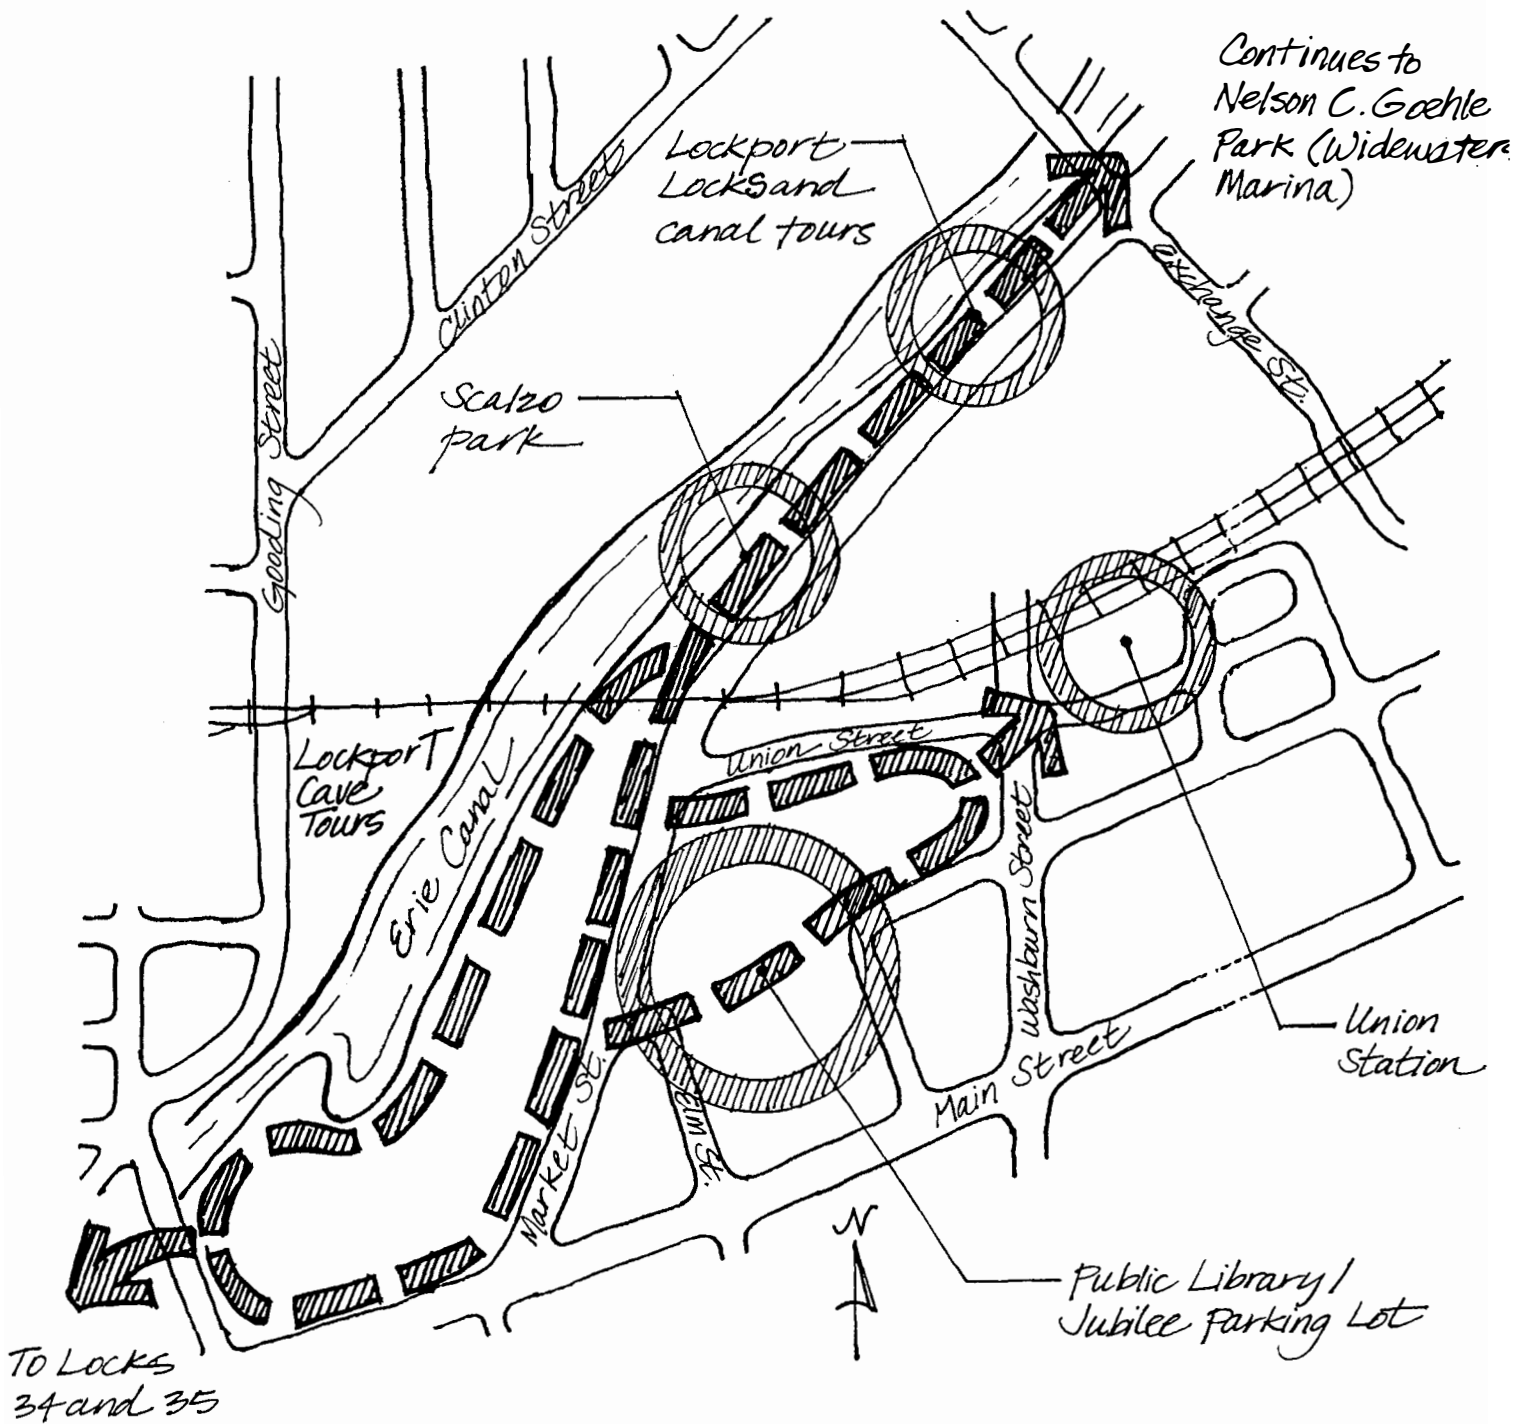 Continues to
Nelson C. Goehle
Park (Widewaters
Marina)
Lockport
Locks and
canal tours
Clinton Street
Exchange St.
Scalzo
park
Gooding Street
Lockport
Cave
Tours
Erie Canal
Union Street
Washburn Street
Main Street
Union
Station
Market St.
Elm St.
N
Public Library/
Jubilee Parking Lot
To Locks
34 and 35